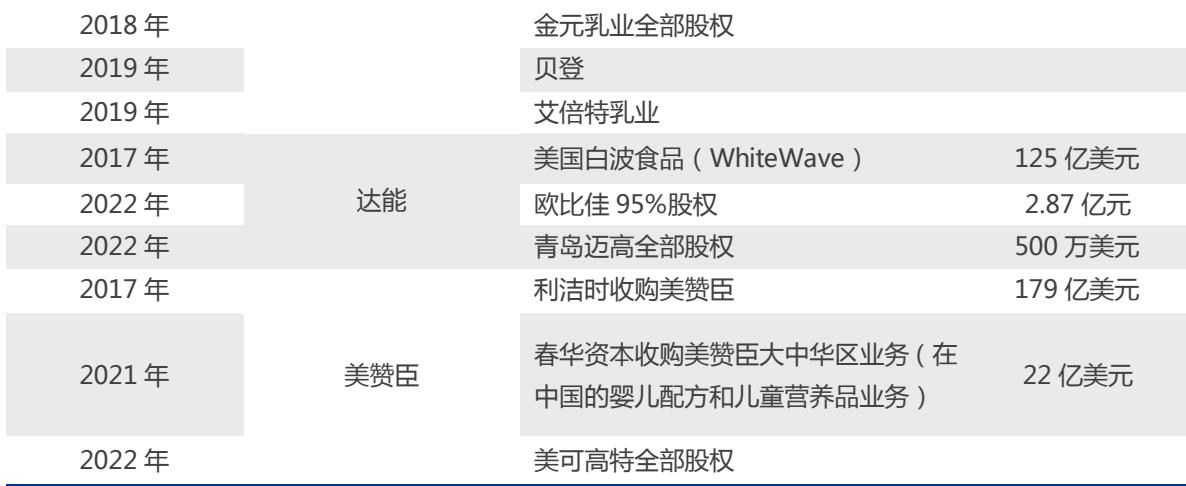 2018 年 金元乳业全部股权
2019 年 贝登
2019 年 艾倍特乳业
2017 年 美国白波食品（WhiteWave） 125 亿美元
2022 年 达能 欧比佳 95%股权 2.87 亿元
2022 年 青岛迈高全部股权 500 万美元
2017 年 利洁时收购美赞臣 179 亿美元
2021 年 美赞臣 春华资本收购美赞臣大中华区业务（在 22 亿美元
中国的婴儿配方和儿童营养品业务）
2022 年 美可高特全部股权